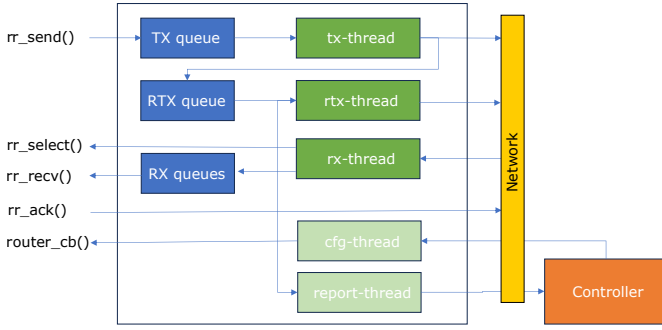 rr_send()
TX queue
tx-thread
RTX queue
rtx-thread
rr_select()
rx-thread
RX queues
rr_recv()
rr_ack()
router_cb()
cfg-thread
report-thread
Network
Controller